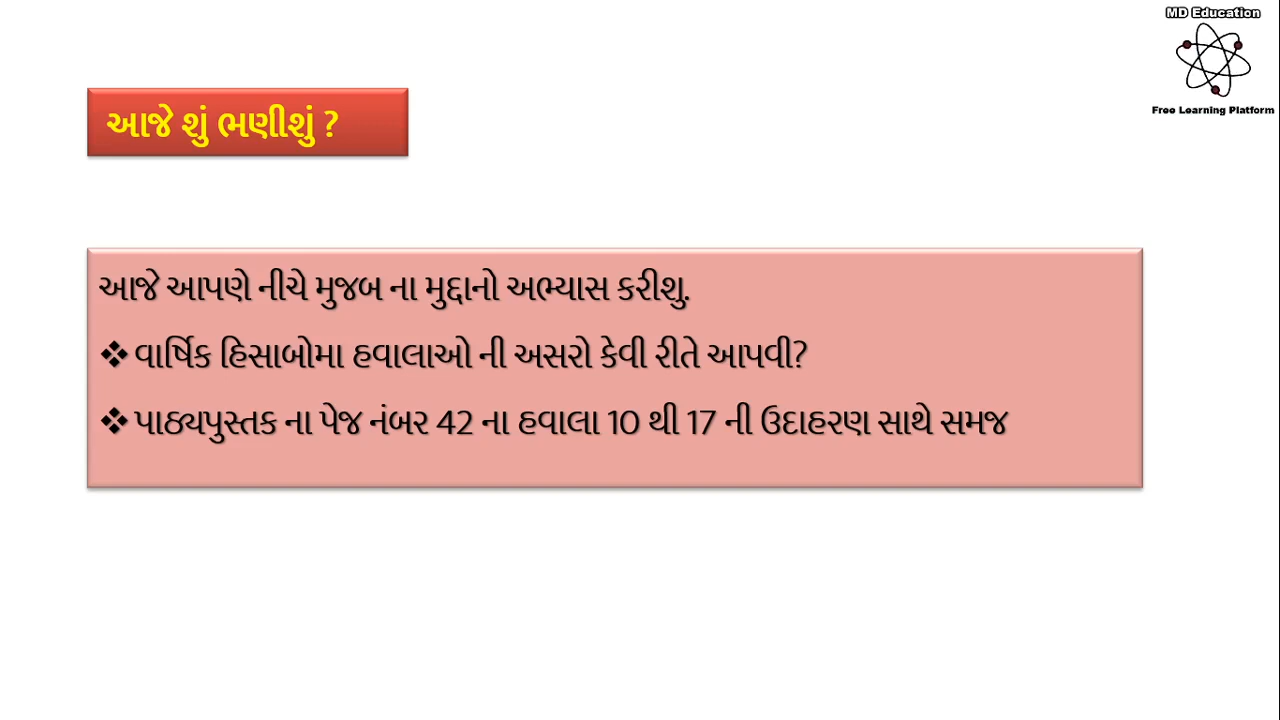 MD Education
Free Learning Platform
આજે શું ભણીશું ?
આજે આપણે નીચે મુજબ ના મુદ્દાનો અભ્યાસ કરીશુ.
❖ વાર્ષિક હિસાબોમા હવાલાઓ ની અસરો કેવી રીતે આપવી?
❖ પાઠ્યપુસ્તક ના પેજ નંબર 42 ના હવાલા 10 થી 17 ની ઉદાહરણ સાથે સમજ